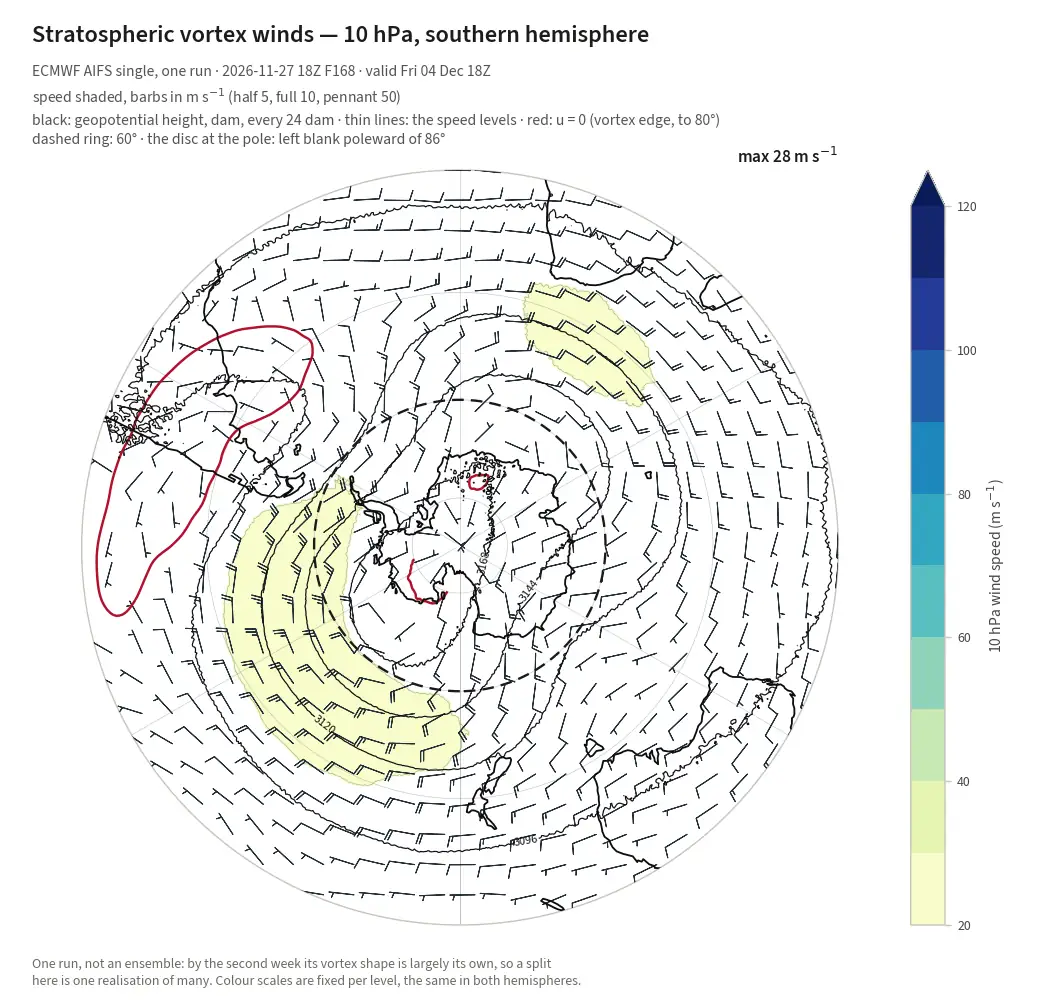 Stratospheric vortex winds — 10 hPa, southern hemisphere
ECMWF AIFS single, one run · 2026-11-27 18Z F168 · valid Fri 04 Dec 18Z
speed shaded, barbs in m s⁻¹ (half 5, full 10, pennant 50)
black: geopotential height, dam, every 24 dam · thin lines: the speed levels · red: u = 0 (vortex edge, to 80°)
dashed ring: 60° · the disc at the pole: left blank poleward of 86°
max 28 m s⁻¹
120
100
80
60
40
20
10 hPa wind speed (m s⁻¹)
3168
3144
3120
3096
One run, not an ensemble: by the second week its vortex shape is largely its own, so a split
here is one realisation of many. Colour scales are fixed per level, the same in both hemispheres.